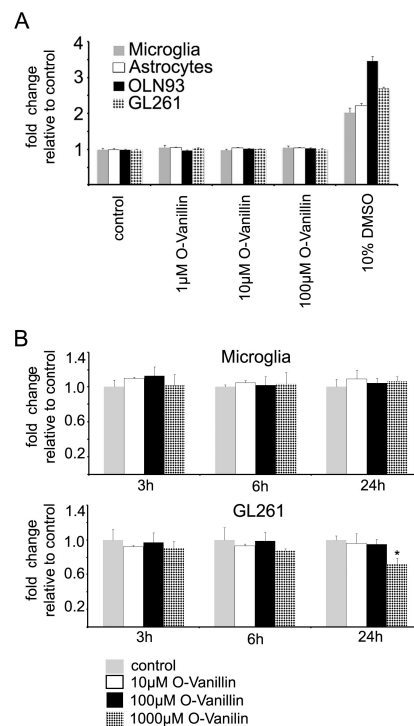 A
fold change
relative to control
4
3
2
1
Microglia
Astrocytes
OLN93
GL261
control
1µM O-Vanillin
10µM O-Vanillin
100µM O-Vanillin
10% DMSO
B
fold change
relative to control
1.4
1.0
0.6
0.2
Microglia
3h 6h 24h
fold change
relative to control
1.4
1.0
0.6
0.2
GL261
*
3h 6h 24h
control
10µM O-Vanillin
100µM O-Vanillin
1000µM O-Vanilin